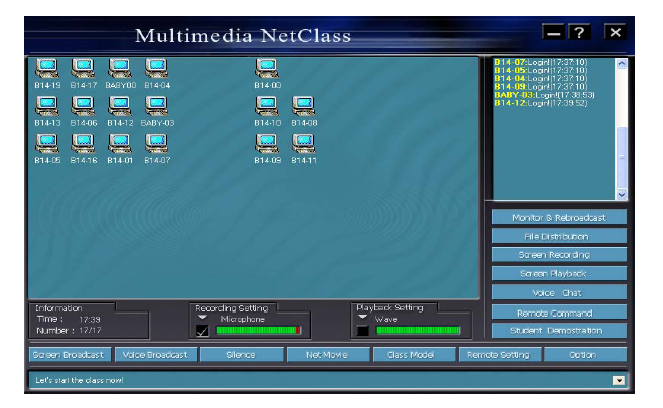 Multimedia NetClass
B14-19 B14-17 BABY00 B14-04 B14-00
B14-13 B14-06 B14-12 BABY-03 B14-10 B14-08
B14-05 B14-16 B14-01 B14-07 B14-09 B14-11
B14-07:Login!(17:37:10)
B14-05:Login!(17:37:10)
B14-04:Login!(17:37:10)
B14-09:Login!(17:37:10)
BABY-03:Login!(17:38:53)
B14-12:Login!(17:39:52)
Monitor & Rebroadcast
File Distribution
Screen Recording
Screen Playback
Voice Chat
Remote Command
Student Demostration
Information
Time : 17:39
Number : 17/17
Recording Setting
Microphone
Playback Setting
Wave
Screen Broadcast Voice Broadcast Silence Net Movie Class Model Remote Setting Option
Let's start the class now!